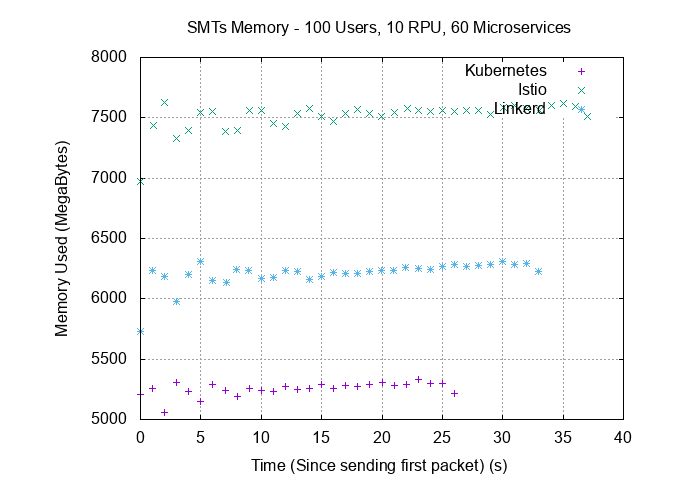 SMTs Memory - 100 Users, 10 RPU, 60 Microservices
8000
7500
7000
6500
6000
5500
5000
Memory Used (MegaBytes)
Kubernetes
Istio
Linkerd
0 5 10 15 20 25 30 35 40
Time (Since sending first packet) (s)